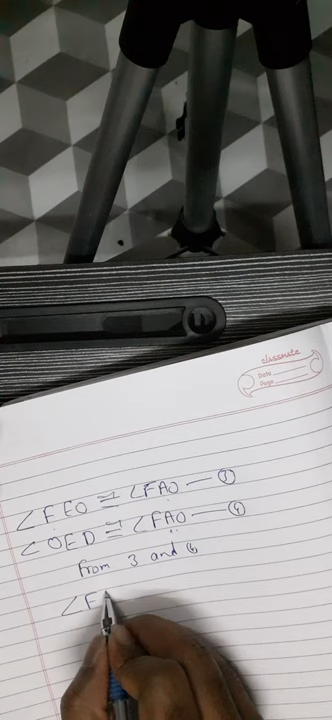 classmate
Date
Page
∠FEO ≅ ∠FAO — ③
∠OED ≅ ∠FAO — ④
From 3 and 4
∠F